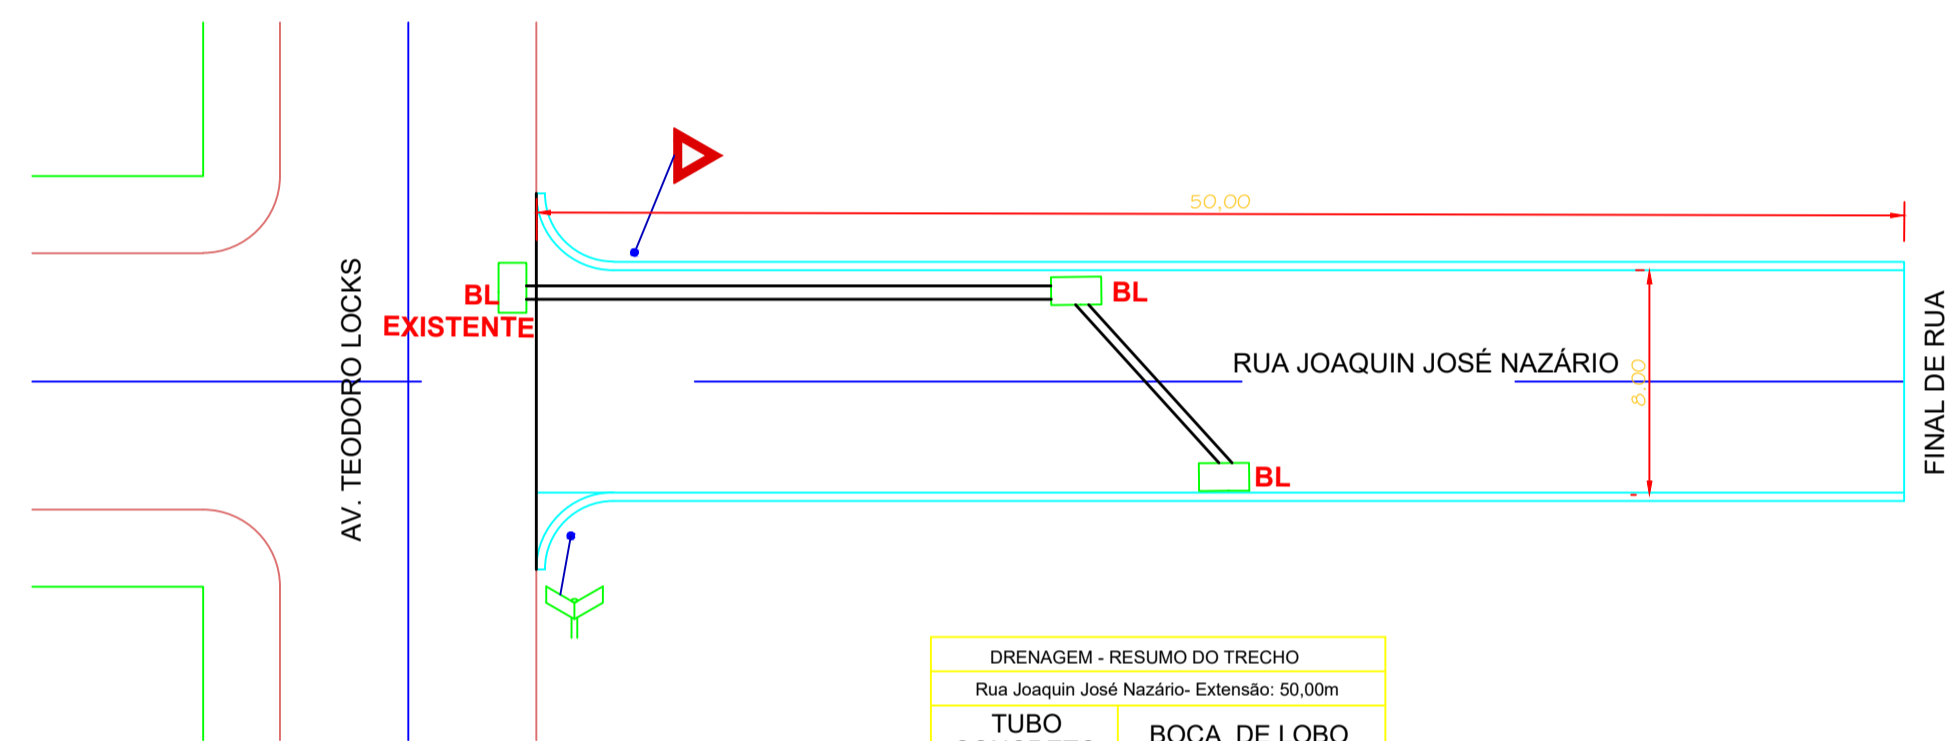 50,00
AV. TEODORO LOCKS
BL
EXISTENTE
BL
RUA JOAQUIN JOSÉ NAZÁRIO
8.00
FINAL DE RUA
BL
DRENAGEM - RESUMO DO TRECHO
Rua Joaquin José Nazário- Extensão: 50,00m
TUBO
BOCA DE LOBO